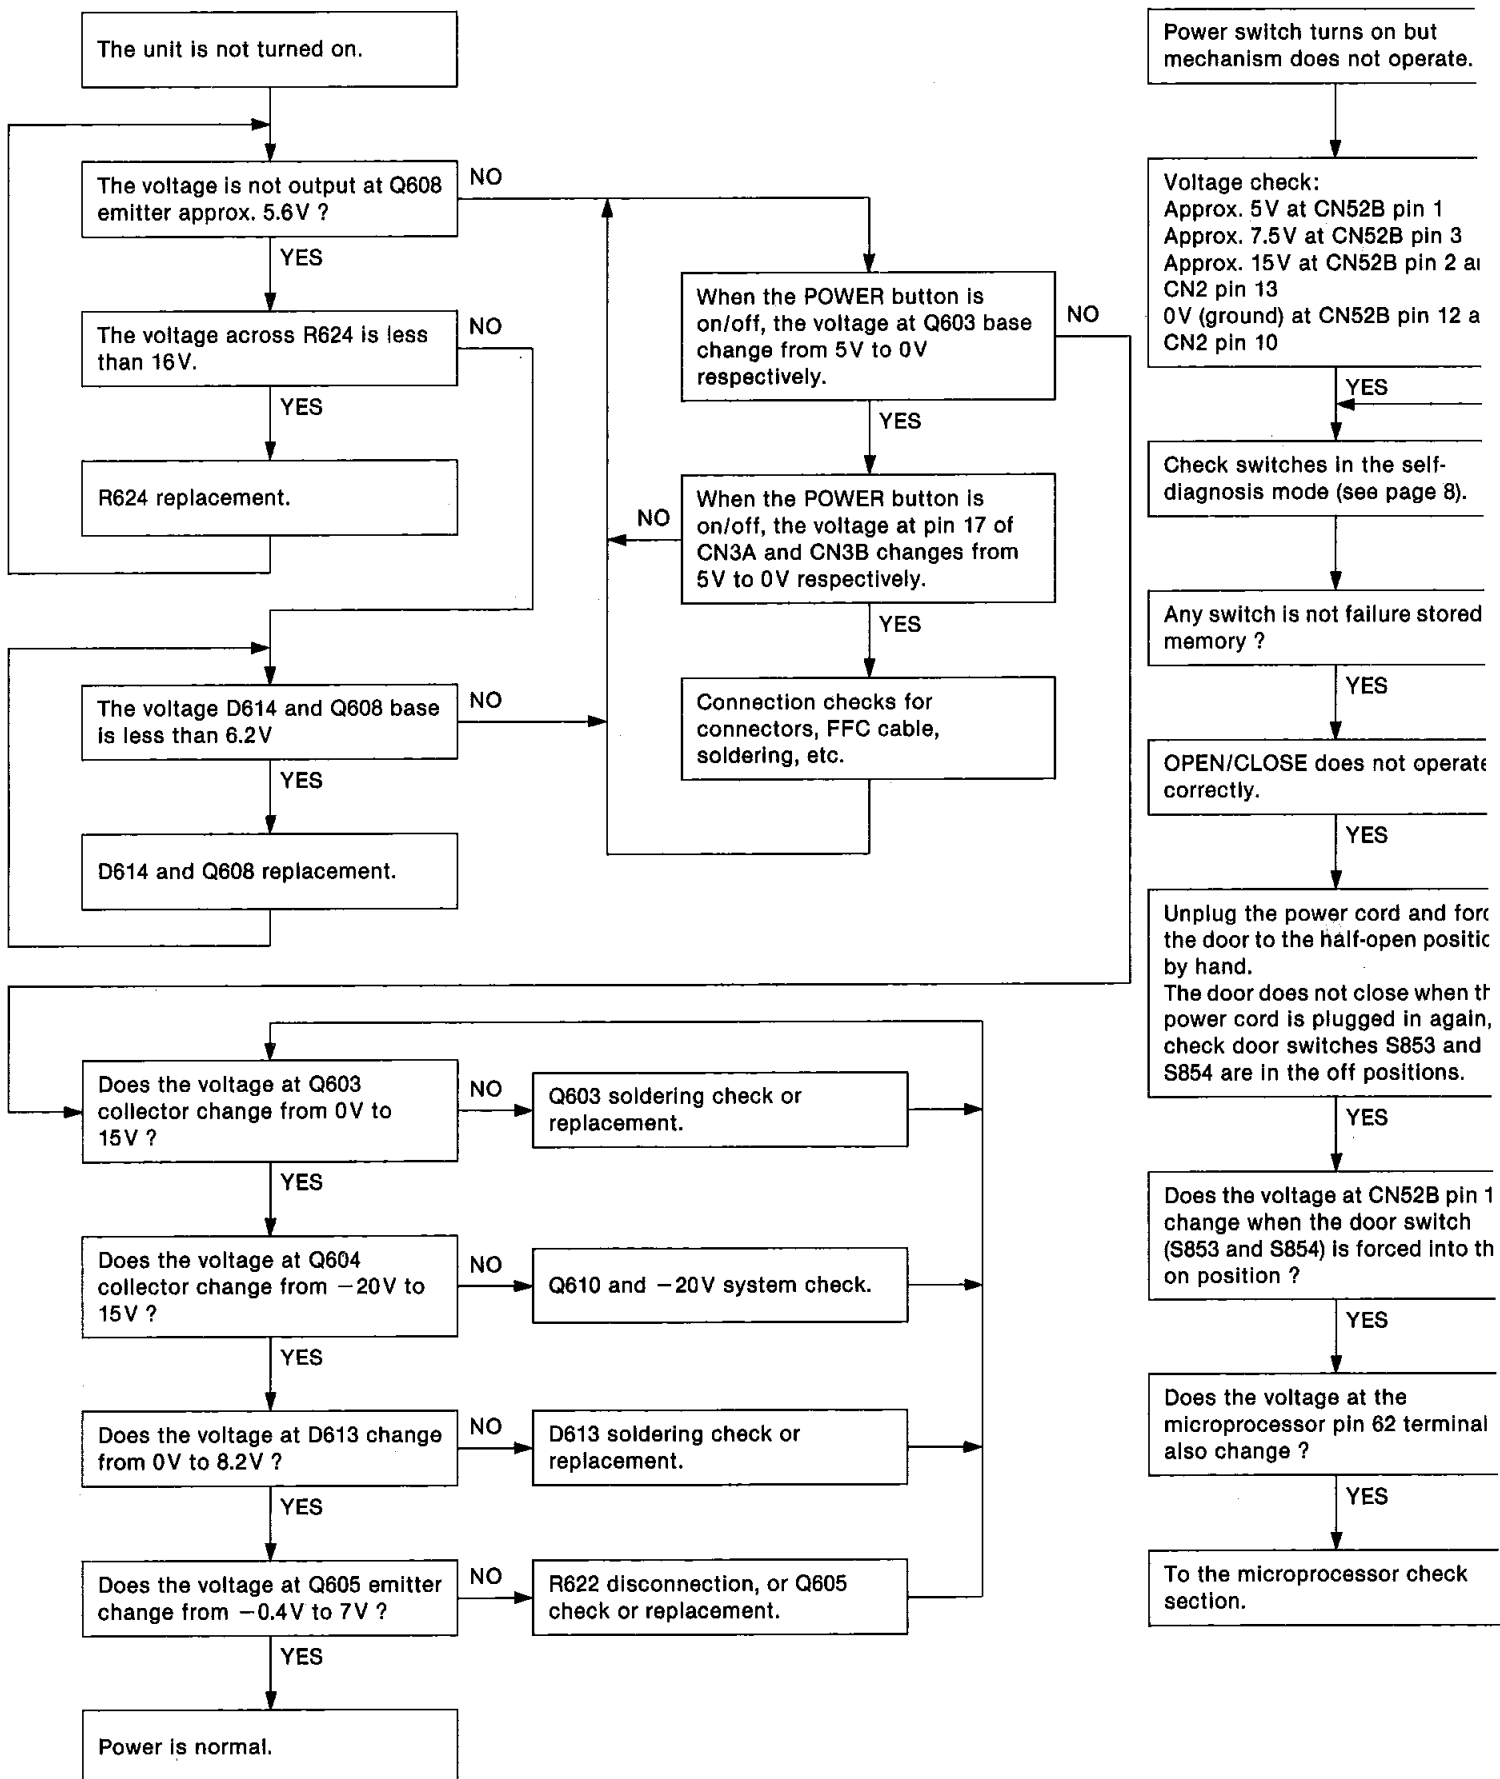 The unit is not turned on.
The voltage is not output at Q608
emitter approx. 5.6V ?
NO
YES
The voltage across R624 is less
than 16V.
NO
YES
R624 replacement.
The voltage D614 and Q608 base
is less than 6.2V
NO
YES
D614 and Q608 replacement.
When the POWER button is
on/off, the voltage at Q603 base
change from 5V to 0V
respectively.
NO
YES
When the POWER button is
on/off, the voltage at pin 17 of
CN3A and CN3B changes from
5V to 0V respectively.
NO
YES
Connection checks for
connectors, FFC cable,
soldering, etc.
Does the voltage at Q603
collector change from 0V to
15V ?
NO
Q603 soldering check or
replacement.
YES
Does the voltage at Q604
collector change from −20V to
15V ?
NO
Q610 and −20V system check.
YES
Does the voltage at D613 change
from 0V to 8.2V ?
NO
D613 soldering check or
replacement.
YES
Does the voltage at Q605 emitter
change from −0.4V to 7V ?
NO
R622 disconnection, or Q605
check or replacement.
YES
Power is normal.
Power switch turns on but
mechanism does not operate.
Voltage check:
Approx. 5V at CN52B pin 1
Approx. 7.5V at CN52B pin 3
Approx. 15V at CN52B pin 2
CN2 pin 13
0V (ground) at CN52B pin 12
CN2 pin 10
YES
Check switches in the self-
diagnosis mode (see page 8).
Any switch is not failure stored
memory ?
YES
OPEN/CLOSE does not operate
correctly.
YES
Unplug the power cord and
the door to the half-open
by hand.
The door does not close when
power cord is plugged in again,
check door switches S853 and
S854 are in the off positions.
YES
Does the voltage at CN52B pin
change when the door switch
(S853 and S854) is forced into
on position ?
YES
Does the voltage at the
microprocessor pin 62 terminal
also change ?
YES
To the microprocessor check
section.